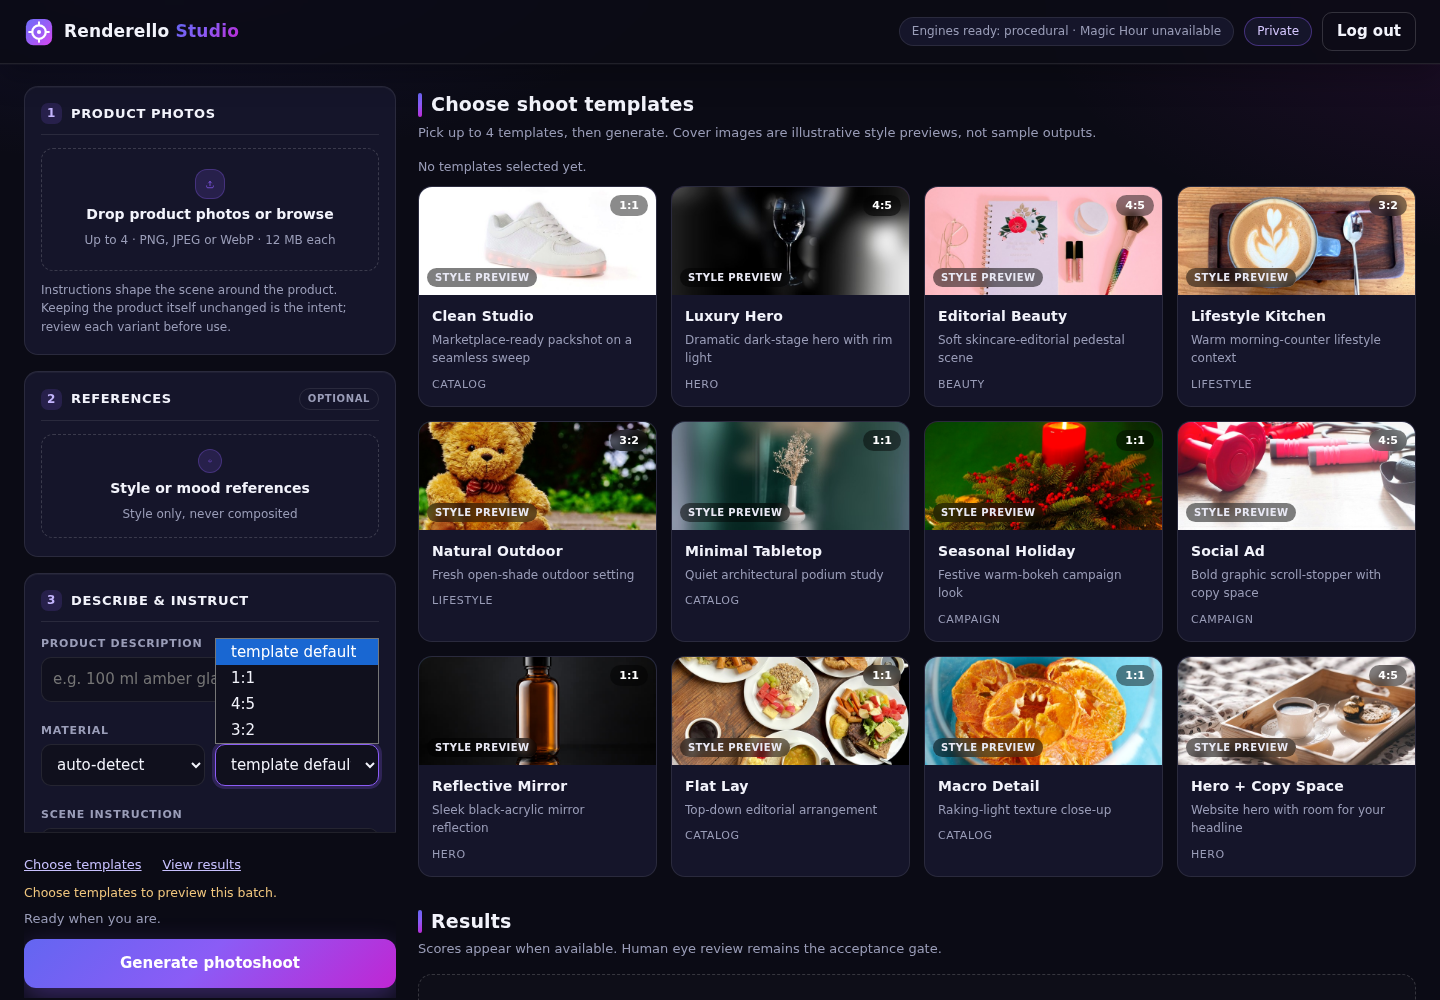 Renderello Studio
Engines ready: procedural · Magic Hour unavailable
Private
Log out
1 PRODUCT PHOTOS
Drop product photos or browse
Up to 4 · PNG, JPEG or WebP · 12 MB each
Instructions shape the scene around the product.
Keeping the product itself unchanged is the intent;
review each variant before use.
2 REFERENCES
OPTIONAL
Style or mood references
Style only, never composited
3 DESCRIBE & INSTRUCT
PRODUCT DESCRIPTION
e.g. 100 ml amber
template default
1:1
4:5
3:2
MATERIAL
auto-detect
template defaul
SCENE INSTRUCTION
Choose templates
View results
Choose templates to preview this batch.
Ready when you are.
Generate photoshoot
Choose shoot templates
Pick up to 4 templates, then generate. Cover images are illustrative style previews, not sample outputs.
No templates selected yet.
1:1
STYLE PREVIEW
Clean Studio
Marketplace-ready packshot on a
seamless sweep
CATALOG
4:5
STYLE PREVIEW
Luxury Hero
Dramatic dark-stage hero with rim
light
HERO
4:5
STYLE PREVIEW
Editorial Beauty
Soft skincare-editorial pedestal
scene
BEAUTY
3:2
STYLE PREVIEW
Lifestyle Kitchen
Warm morning-counter lifestyle
context
LIFESTYLE
3:2
STYLE PREVIEW
Natural Outdoor
Fresh open-shade outdoor setting
LIFESTYLE
1:1
STYLE PREVIEW
Minimal Tabletop
Quiet architectural podium study
CATALOG
1:1
STYLE PREVIEW
Seasonal Holiday
Festive warm-bokeh campaign
look
CAMPAIGN
4:5
STYLE PREVIEW
Social Ad
Bold graphic scroll-stopper with
copy space
CAMPAIGN
1:1
STYLE PREVIEW
Reflective Mirror
Sleek black-acrylic mirror
reflection
HERO
1:1
STYLE PREVIEW
Flat Lay
Top-down editorial arrangement
CATALOG
1:1
STYLE PREVIEW
Macro Detail
Raking-light texture close-up
CATALOG
4:5
STYLE PREVIEW
Hero + Copy Space
Website hero with room for your
headline
HERO
Results
Scores appear when available. Human eye review remains the acceptance gate.